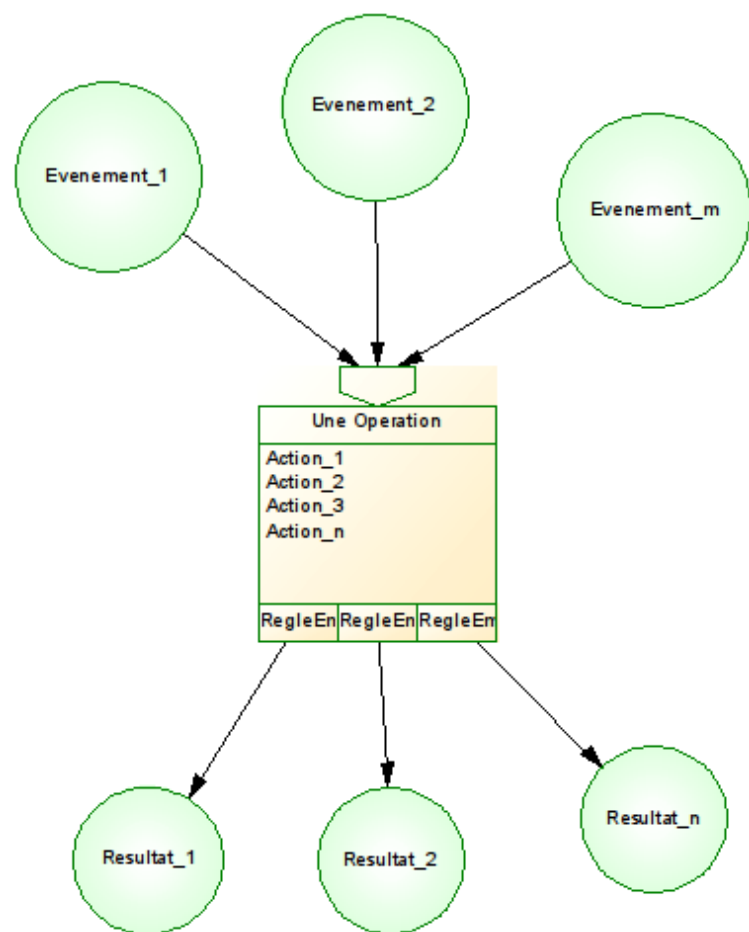 Evenement_1
Evenement_2
Evenement_m
Une Operation
Action_1
Action_2
Action_3
Action_n
RegleEn
RegleEn
RegleEm
Resultat_1
Resultat_2
Resultat_n